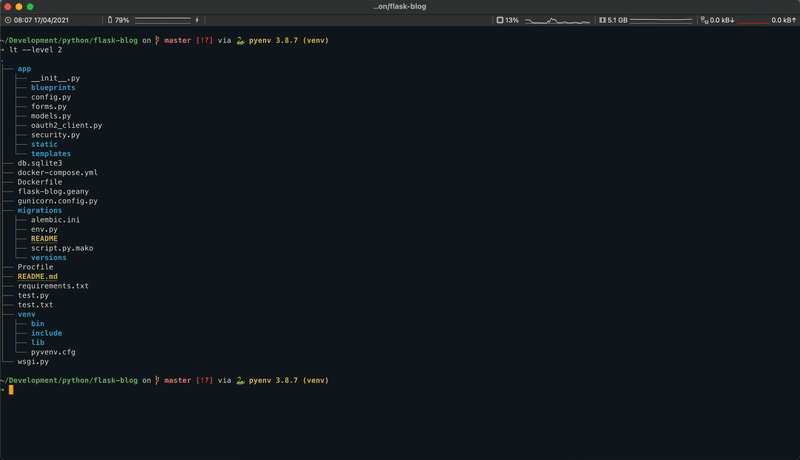 ..on/flask-blog
08:07 17/04/2021 79% 13% 5.1 GB 0.0 kB↓ 0.0 kB↑
~/Development/python/flask-blog on master [!?] via pyenv 3.8.7 (venv)
→ lt --level 2
.
├── app
│   ├── __init__.py
│   ├── blueprints
│   ├── config.py
│   ├── forms.py
│   ├── models.py
│   ├── oauth2_client.py
│   ├── security.py
│   ├── static
│   └── templates
├── db.sqlite3
├── docker-compose.yml
├── Dockerfile
├── flask-blog.geany
├── gunicorn.config.py
├── migrations
│   ├── alembic.ini
│   ├── env.py
│   ├── README
│   ├── script.py.mako
│   └── versions
├── Procfile
├── README.md
├── requirements.txt
├── test.py
├── test.txt
├── venv
│   ├── bin
│   ├── include
│   ├── lib
│   └── pyvenv.cfg
└── wsgi.py
~/Development/python/flask-blog on master [!?] via pyenv 3.8.7 (venv)
→